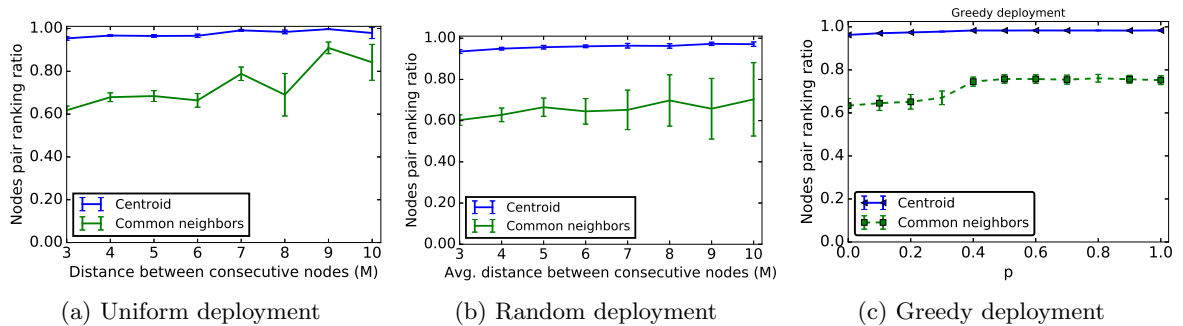 Nodes pair ranking ratio
1.00
0.80
0.60
0.40
0.20
0.00
3 4 5 6 7 8 9 10
Distance between consecutive nodes (M)
Centroid
Common neighbors
(a) Uniform deployment
Nodes pair ranking ratio
1.00
0.80
0.60
0.40
0.20
0.00
3 4 5 6 7 8 9 10
Avg. distance between consecutive nodes (M)
Centroid
Common neighbors
(b) Random deployment
Greedy deployment
Nodes pair ranking ratio
1.0
0.8
0.6
0.4
0.2
0.0
0.0 0.2 0.4 0.6 0.8 1.0
p
Centroid
Common neighbors
(c) Greedy deployment